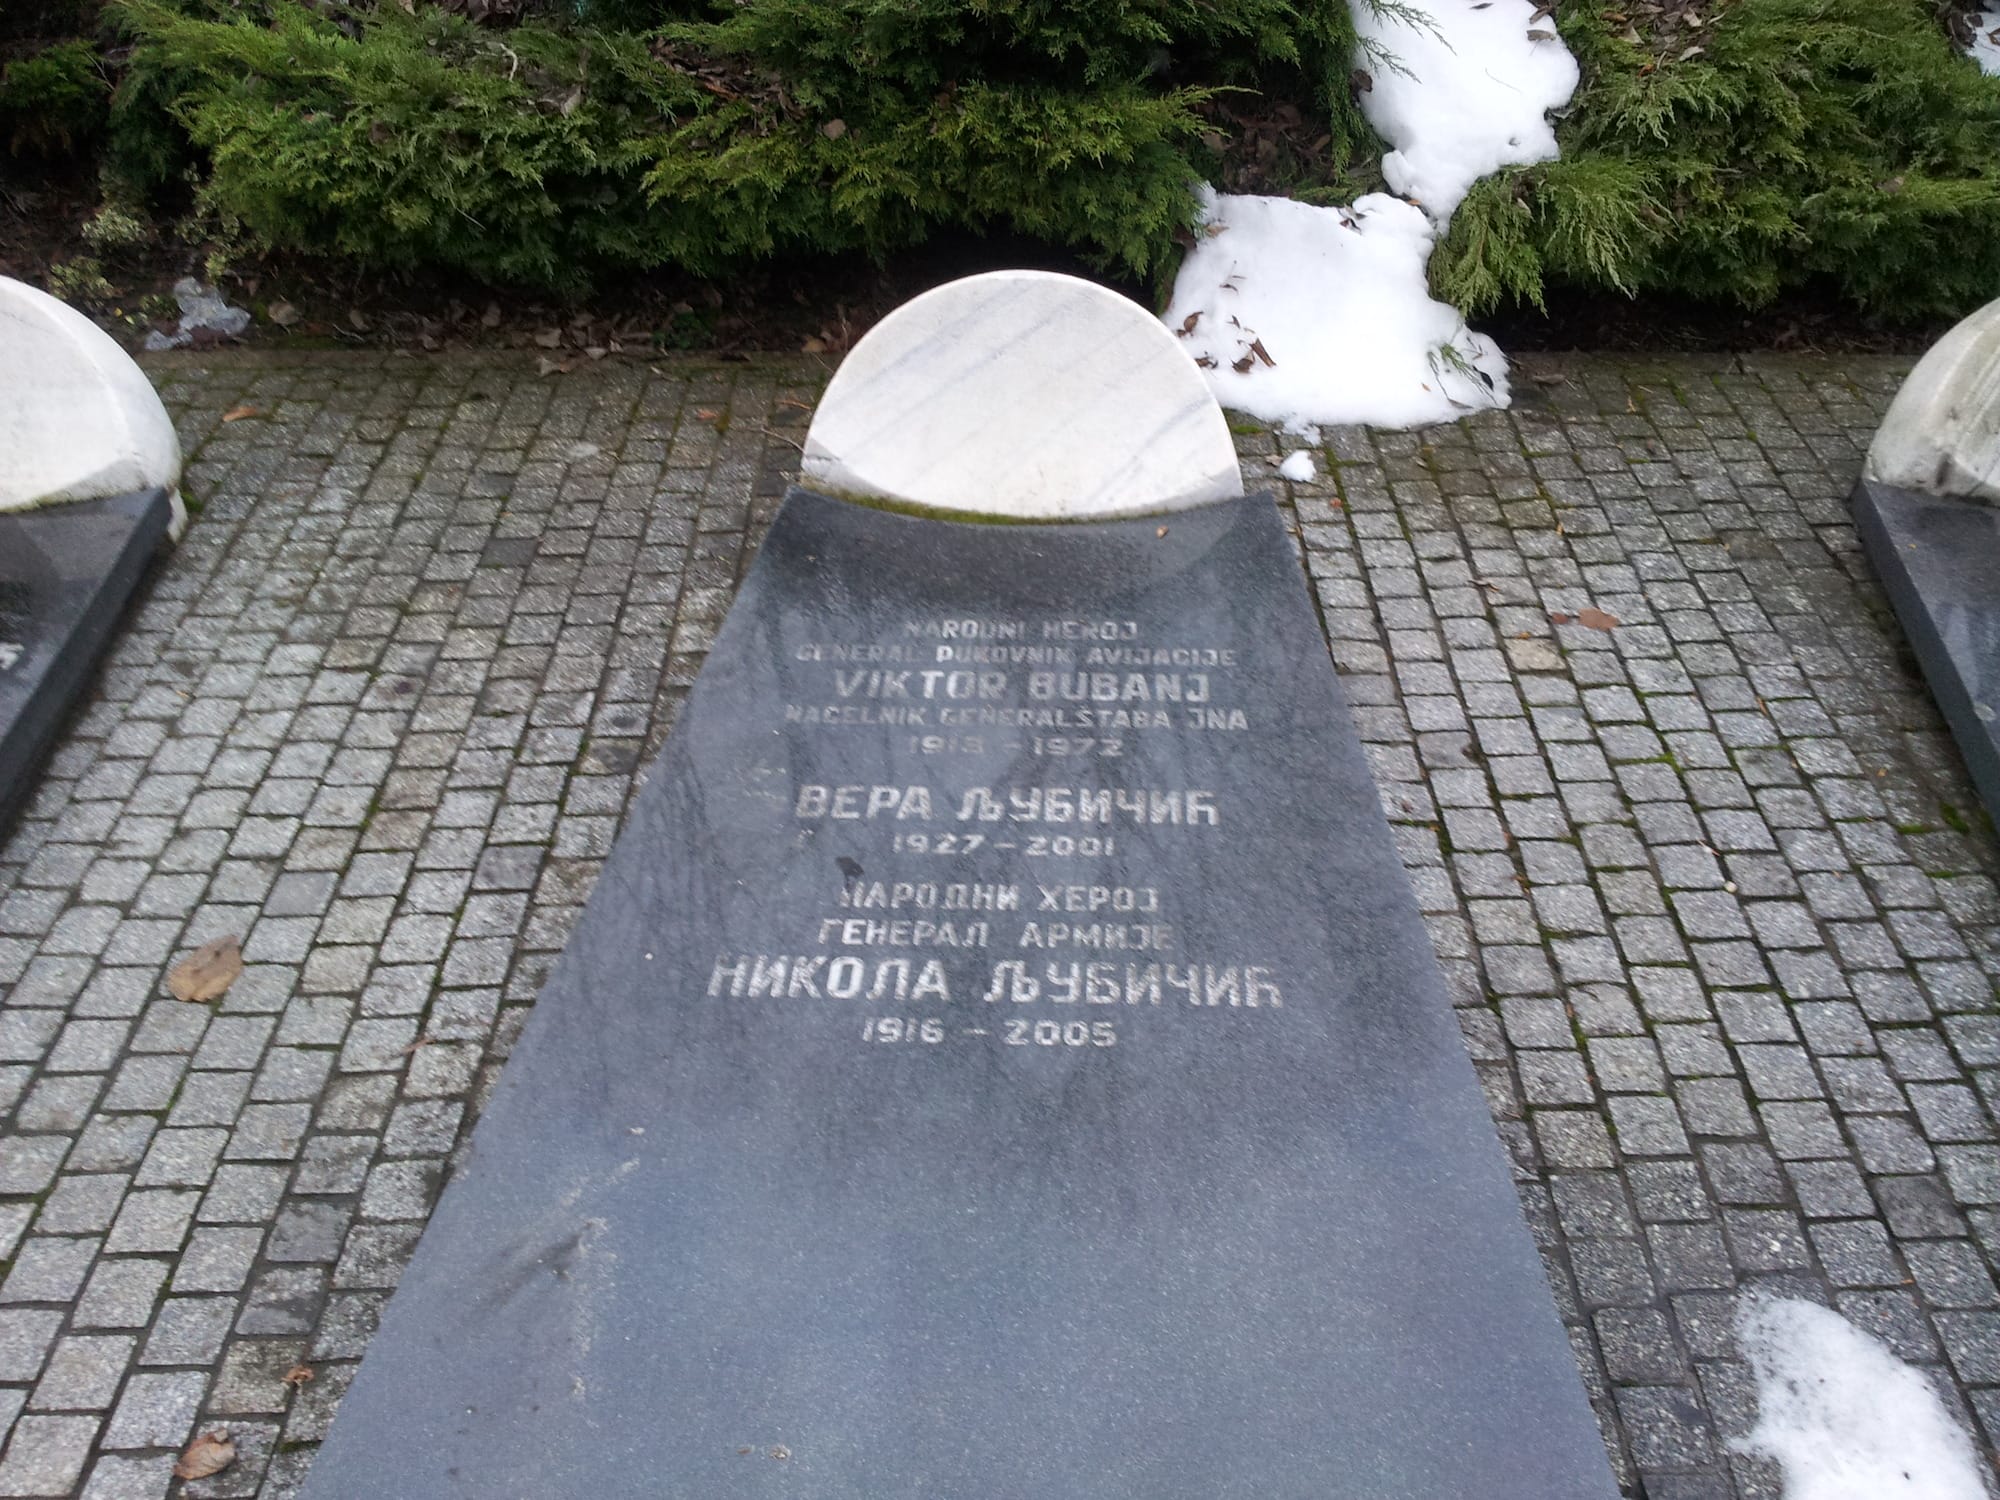 NARODNI HEROJ
GENERAL PUKOVNIK AVIJACIJE
VIKTOR BUBANJ
NAČELNIK GENERALŠTABA JNA
1913 - 1972
ВЕРА ЉУБИЧИЋ
1927 - 2001
НАРОДНИ ХЕРОЈ
ГЕНЕРАЛ АРМИЈЕ
НИКОЛА ЉУБИЧИЋ
1916 - 2005